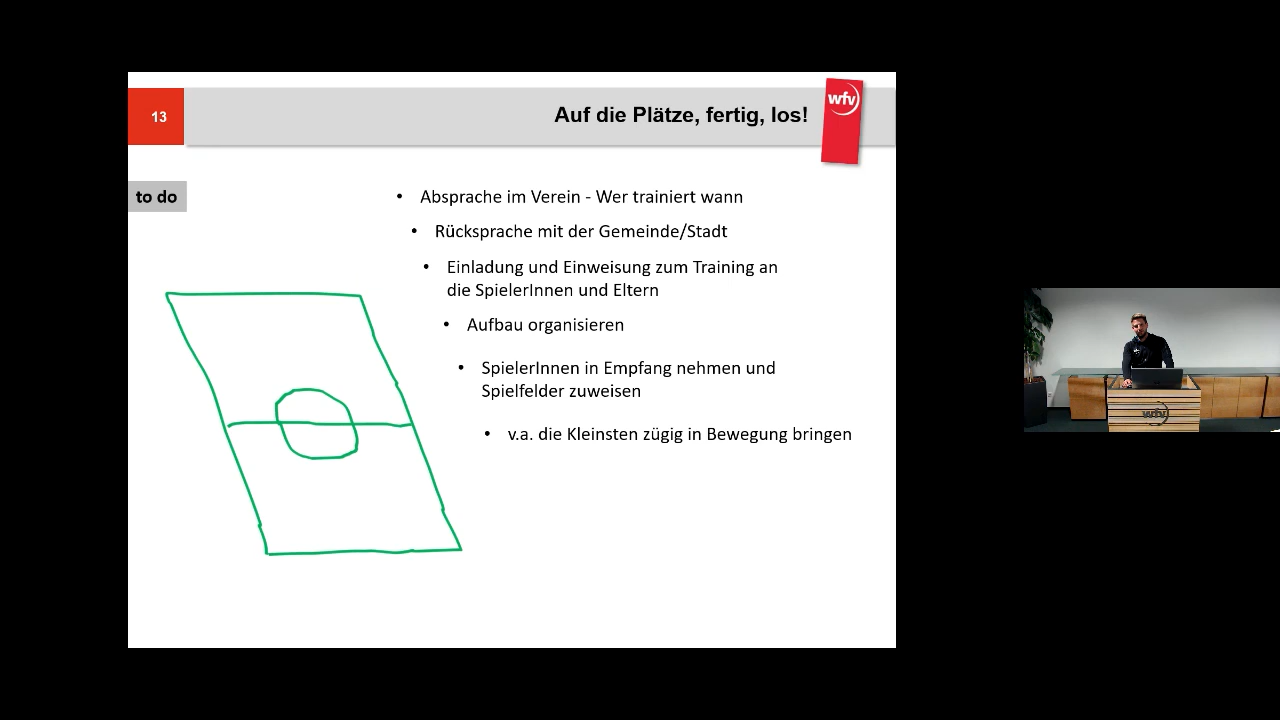 13
Auf die Plätze, fertig, los!
wfv
to do
• Absprache im Verein - Wer trainiert wann
• Rücksprache mit der Gemeinde/Stadt
• Einladung und Einweisung zum Training an
die SpielerInnen und Eltern
• Aufbau organisieren
• SpielerInnen in Empfang nehmen und
Spielfelder zuweisen
• v.a. die Kleinsten zügig in Bewegung bringen
wfv